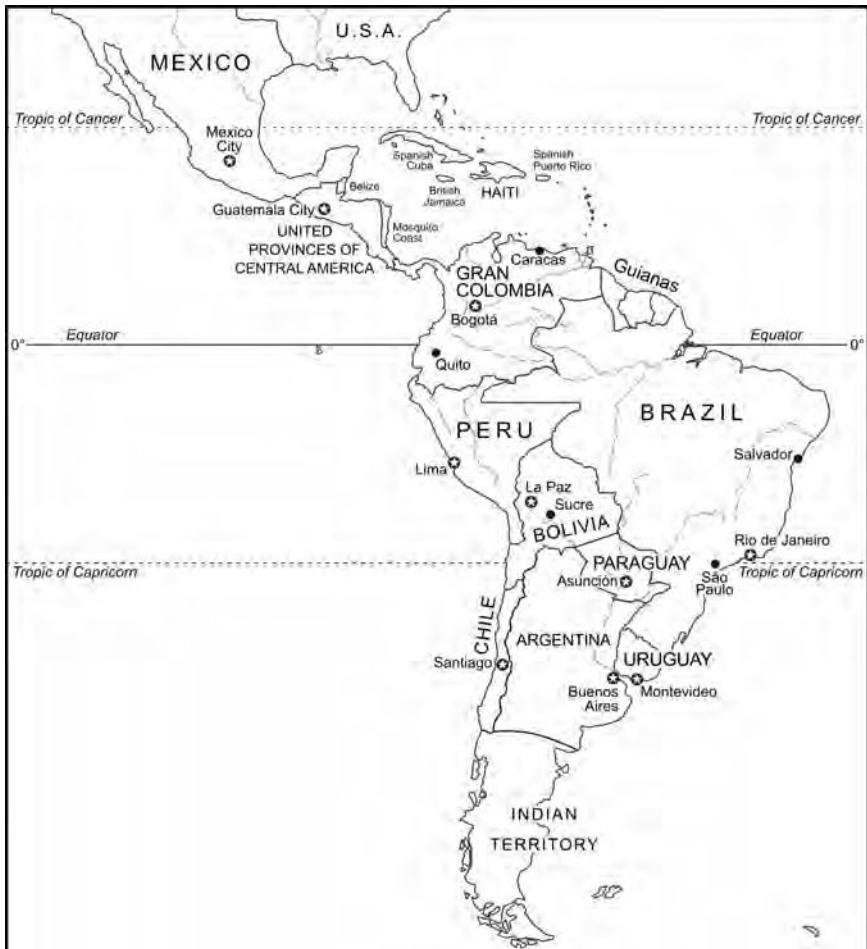 U.S.A.
MEXICO
Tropic of Cancer
Tropic of Cancer
Mexico
City
Spanish
Cuba
Spanish
Puerto Rico
HAITI
British
Jamaica
Belize
Guatemala City
Mosquito
Coast
UNITED
PROVINCES OF
CENTRAL AMERICA
Caracas
GRAN
COLOMBIA
Guianas
Bogotá
Equator
Equator
0°
0°
Quito
BRAZIL
PERU
Salvador
Lima
La Paz
Sucre
BOLIVIA
Rio de Janeiro
Tropic of Capricorn
Tropic of Capricorn
PARAGUAY
Asunción
São
Paulo
CHILE
ARGENTINA
URUGUAY
Santiago
Buenos
Aires
Montevideo
INDIAN
TERRITORY